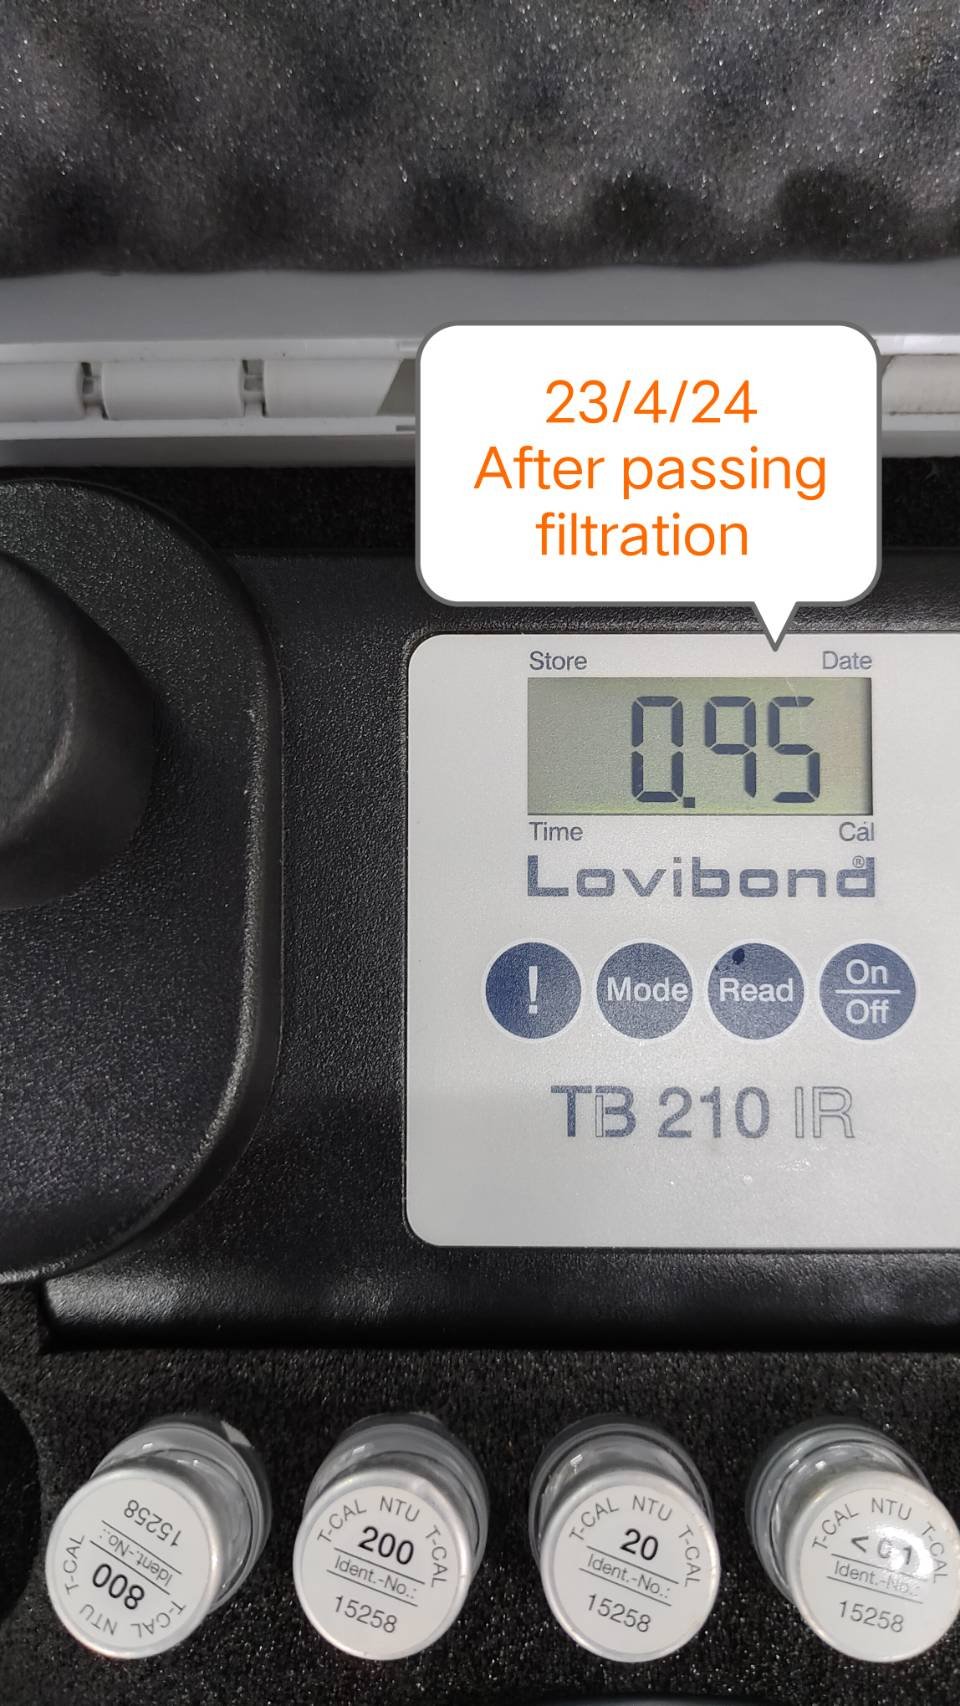 23/4/24
After passing
filtration
Store Date
0.95
Time Cal
Lovibond®
! Mode Read On
Off
TB 210 IR
T-CAL NTU T-CAL
800
Ident.-No.:
15258
T-CAL NTU T-CAL
200
Ident.-No.:
15258
T-CAL NTU T-CAL
20
Ident.-No.:
15258
T-CAL NTU T-CAL
< 0.1
Ident.-No.:
15258